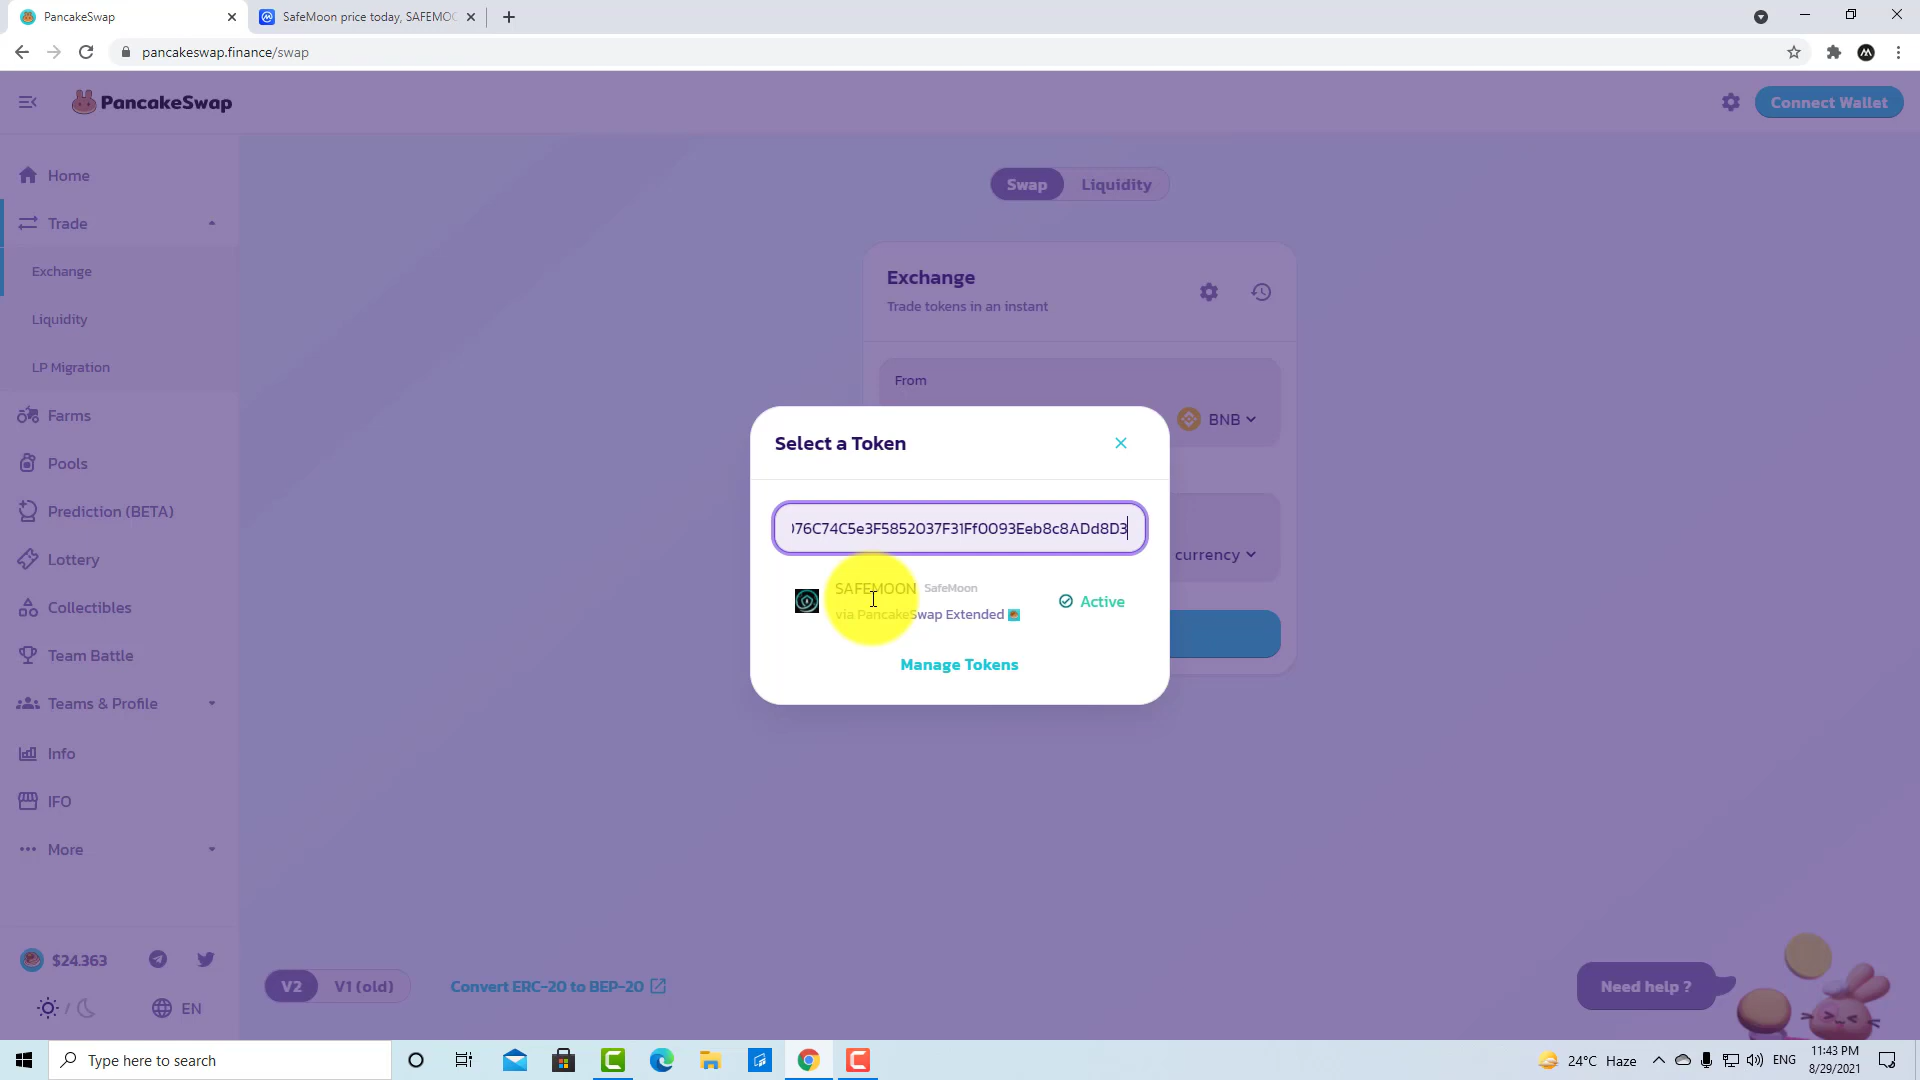 PancakeSwap
SafeMoon price today, SAFEMOC
pancakeswap.finance/swap
PancakeSwap
Connect Wallet
Home
Trade
Exchange
Liquidity
LP Migration
Farms
Pools
Prediction (BETA)
Lottery
Collectibles
Team Battle
Teams & Profile
Info
IFO
More
$24.363
/
EN
Swap
Liquidity
Exchange
Trade tokens in an instant
From
BNB
currency
Select a Token
076C74C5e3F5852037F31Ff0093Eeb8c8ADd8D3
SAFEMOON SafeMoon
via PancakeSwap Extended
Active
Manage Tokens
V2
V1 (old)
Convert ERC-20 to BEP-20
Need help ?
Type here to search
24°C Haze
ENG
11:43 PM
8/29/2021